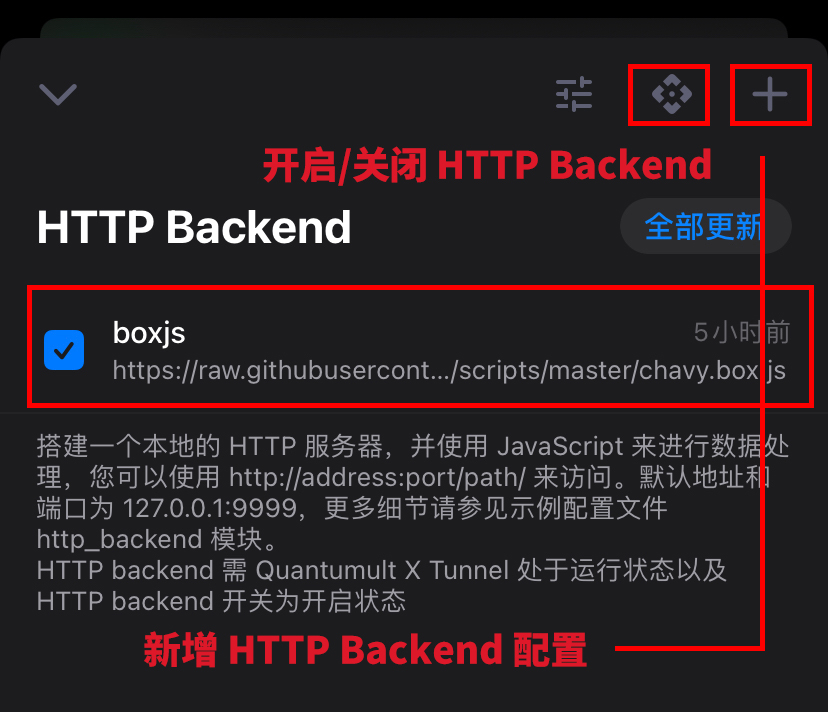 开启/关闭 HTTP Backend
HTTP Backend
全部更新
boxjs
5小时前
https://raw.githubusercont.../scripts/master/chavy.box.js
搭建一个本地的 HTTP 服务器，并使用 JavaScript 来进行数据处
理，您可以使用 http://address:port/path/ 来访问。默认地址和
端口为 127.0.0.1:9999，更多细节请参见示例配置文件
http_backend 模块。
HTTP backend 需 Quantumult X Tunnel 处于运行状态以及
HTTP backend 开关为开启状态
新增 HTTP Backend 配置